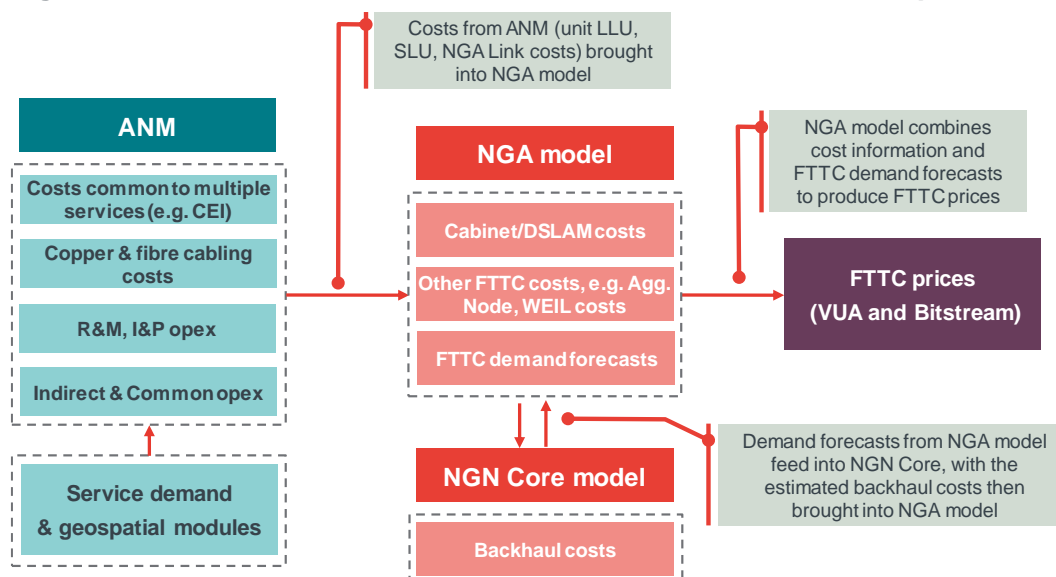 Costs from ANM (unit LLU,
SLU, NGA Link costs) brought
into NGA model
ANM
Costs common to multiple
services (e.g. CEI)
Copper & fibre cabling
costs
R&M, I&P opex
Indirect & Common opex
Service demand
& geospatial modules
NGA model
Cabinet/DSLAM costs
Other FTTC costs, e.g. Agg.
Node, WEIL costs
FTTC demand forecasts
NGN Core model
Backhaul costs
NGA model combines
cost information and
FTTC demand forecasts
to produce FTTC prices
FTTC prices
(VUA and Bitstream)
Demand forecasts from NGA model
feed into NGN Core, with the
estimated backhaul costs then
brought into NGA model